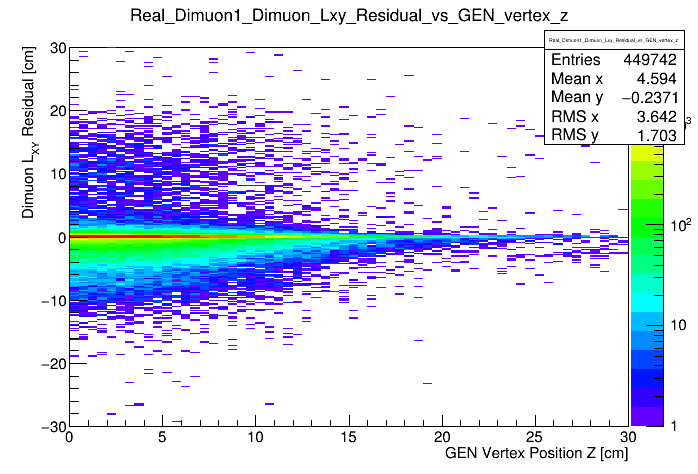 Real_Dimuon1_Dimuon_Lxy_Residual_vs_GEN_vertex_z
Real_Dimuon1_Dimuon_Lxy_Residual_vs_GEN_vertex_z
Entries 449742
Mean x 4.594
Mean y −0.2371
RMS x 3.642
RMS y 1.703
Dimuon L_XY Residual [cm]
30
20
10
0
−10
−20
−30
0 5 10 15 20 25 30
GEN Vertex Position Z [cm]
3
10²
10
1